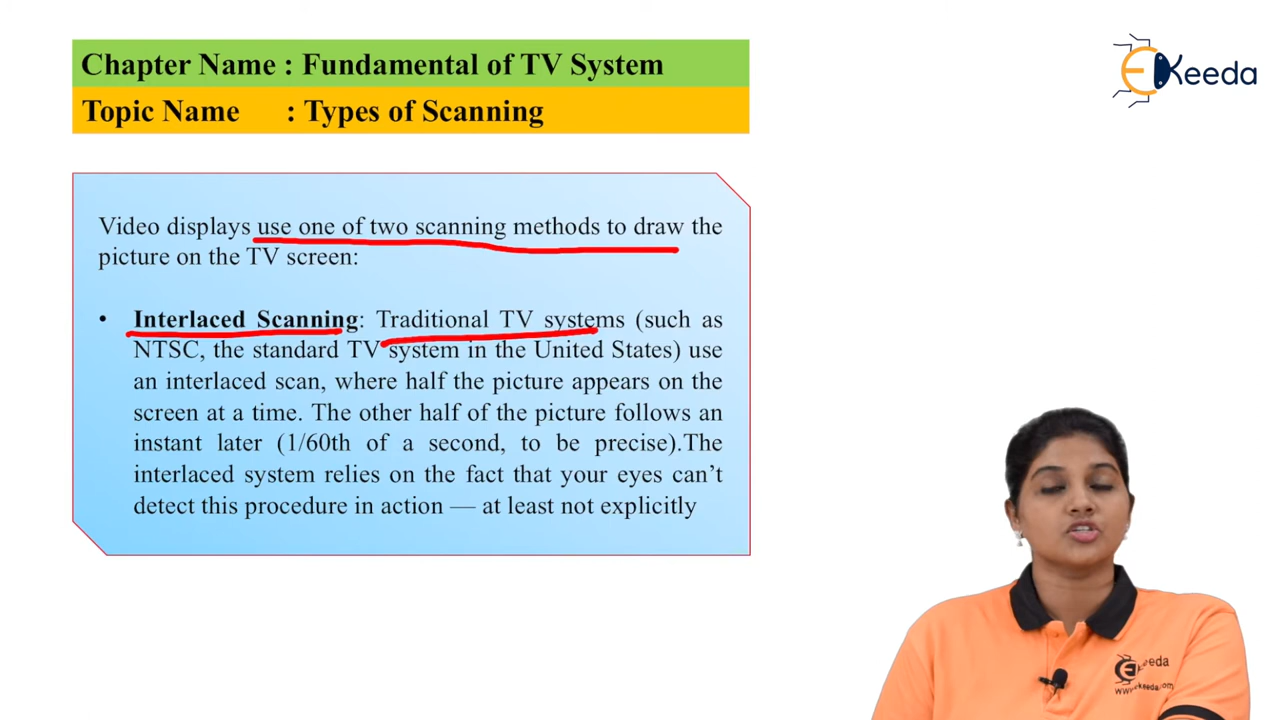 Chapter Name : Fundamental of TV System
Topic Name : Types of Scanning
Keeda
Video displays use one of two scanning methods to draw the
picture on the TV screen:
• Interlaced Scanning: Traditional TV systems (such as
NTSC, the standard TV system in the United States) use
an interlaced scan, where half the picture appears on the
screen at a time. The other half of the picture follows an
instant later (1/60th of a second, to be precise).The
interlaced system relies on the fact that your eyes can't
detect this procedure in action — at least not explicitly